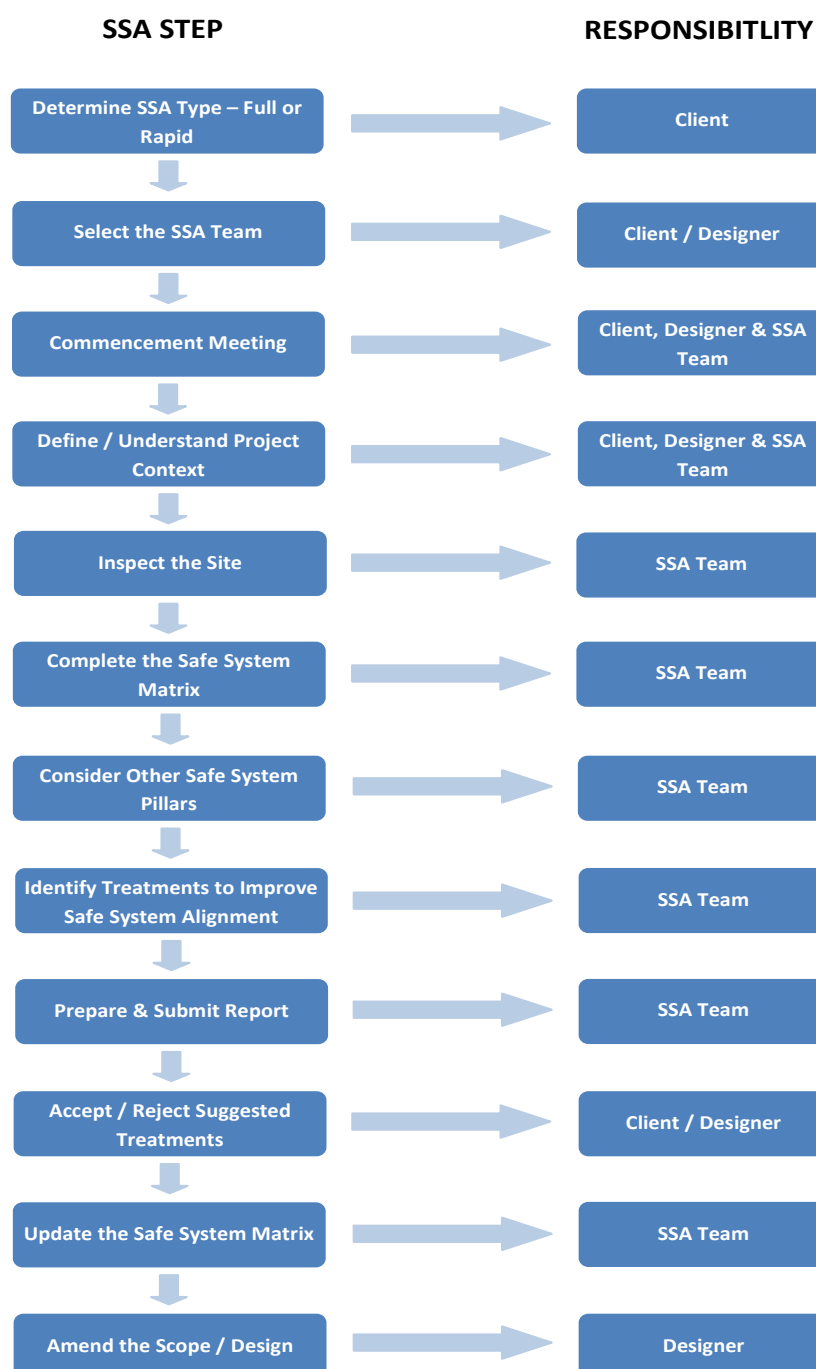 SSA STEP
RESPONSIBITLITY
Determine SSA Type – Full or
Rapid
Client
Select the SSA Team
Client / Designer
Commencement Meeting
Client, Designer & SSA
Team
Define / Understand Project
Context
Client, Designer & SSA
Team
Inspect the Site
SSA Team
Complete the Safe System
Matrix
SSA Team
Consider Other Safe System
Pillars
SSA Team
Identify Treatments to Improve
Safe System Alignment
SSA Team
Prepare & Submit Report
SSA Team
Accept / Reject Suggested
Treatments
Client / Designer
Update the Safe System Matrix
SSA Team
Amend the Scope / Design
Designer